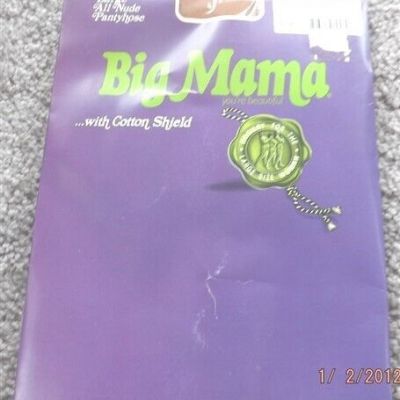 All Nude
Pantyhose
Big Mama
you're beautiful
...with Cotton Shield
1/ 2/2012